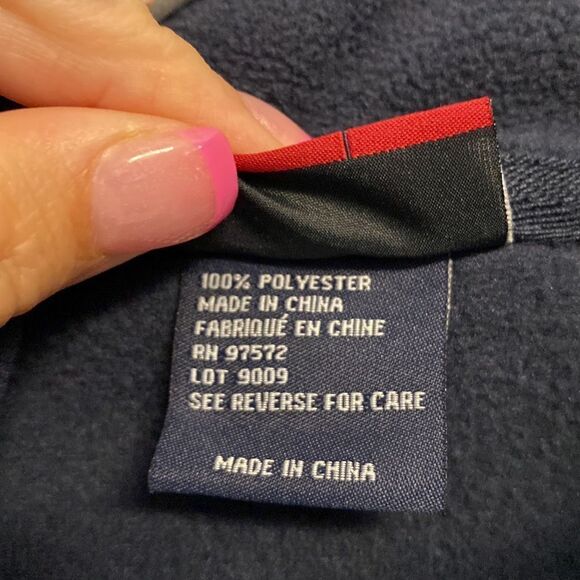 100% POLYESTER
MADE IN CHINA
FABRIQUÉ EN CHINE
RN 97572
LOT 9009
SEE REVERSE FOR CARE
MADE IN CHINA